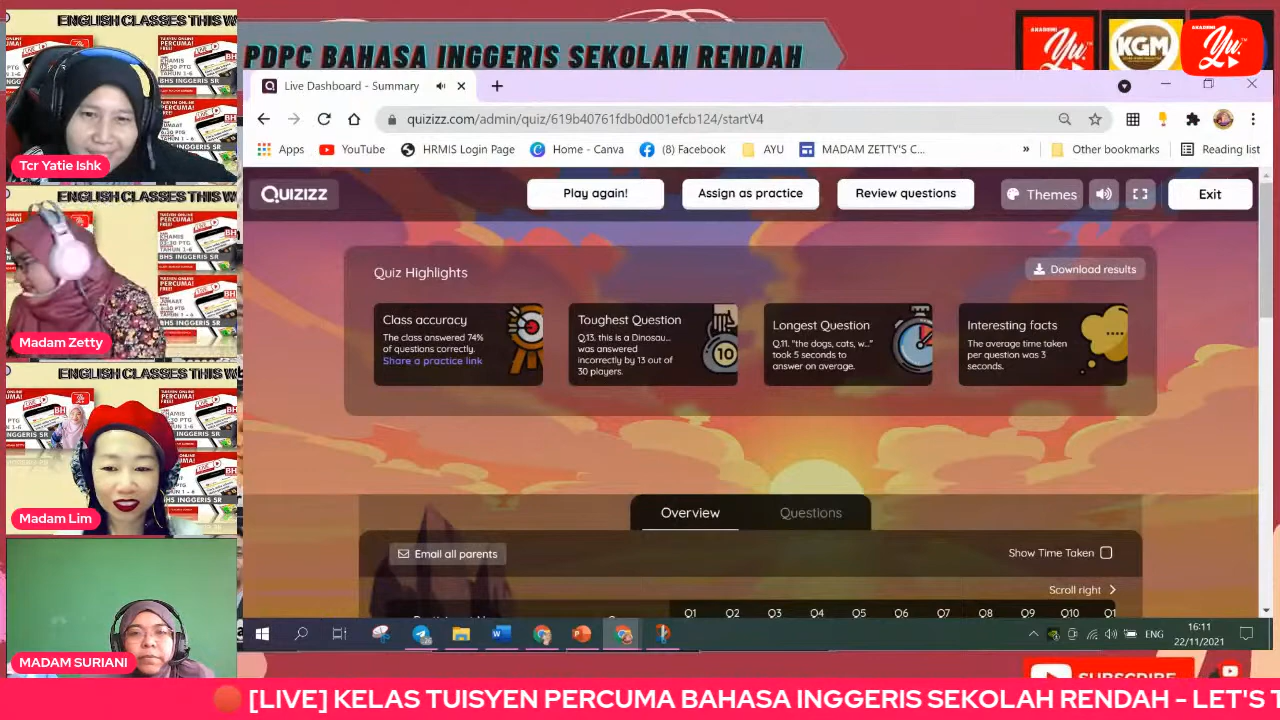 ENGLISH CLASSES THIS W
PDPC BAHASA INGGERIS SEKOLAH RENDAH
KGM
Tcr Yatie Ishk
ENGLISH CLASSES THIS W
Madam Zetty
ENGLISH CLASSES THIS W
Madam Lim
MADAM SURIANI
Live Dashboard - Summary
quizizz.com/admin/quiz/619b40761fdb0d001efcb124/startV4
Apps
YouTube
HRMIS Login Page
Home - Canva
(8) Facebook
AYU
MADAM ZETTY'S C...
»
Other bookmarks
Reading list
Quizizz
Play again!
Assign as practice
Review questions
Themes
Exit
Quiz Highlights
Download results
Class accuracy
The class answered 74%
of questions correctly.
Share a practice link
Toughest Question
Q.13. this is a Dinosau...
was answered
incorrectly by 13 out of
30 players.
10
Longest Question
Q.11. "the dogs, cats, w..."
took 5 seconds to
answer on average.
Interesting facts
The average time taken
per question was 3
seconds.
Overview
Questions
Email all parents
Show Time Taken
Scroll right
Q1 Q2 Q3 Q4 Q5 Q6 Q7 Q8 Q9 Q10 Q1
ENG
16:11
22/11/2021
SUBSCRIBE
[LIVE] KELAS TUISYEN PERCUMA BAHASA INGGERIS SEKOLAH RENDAH - LET'S T